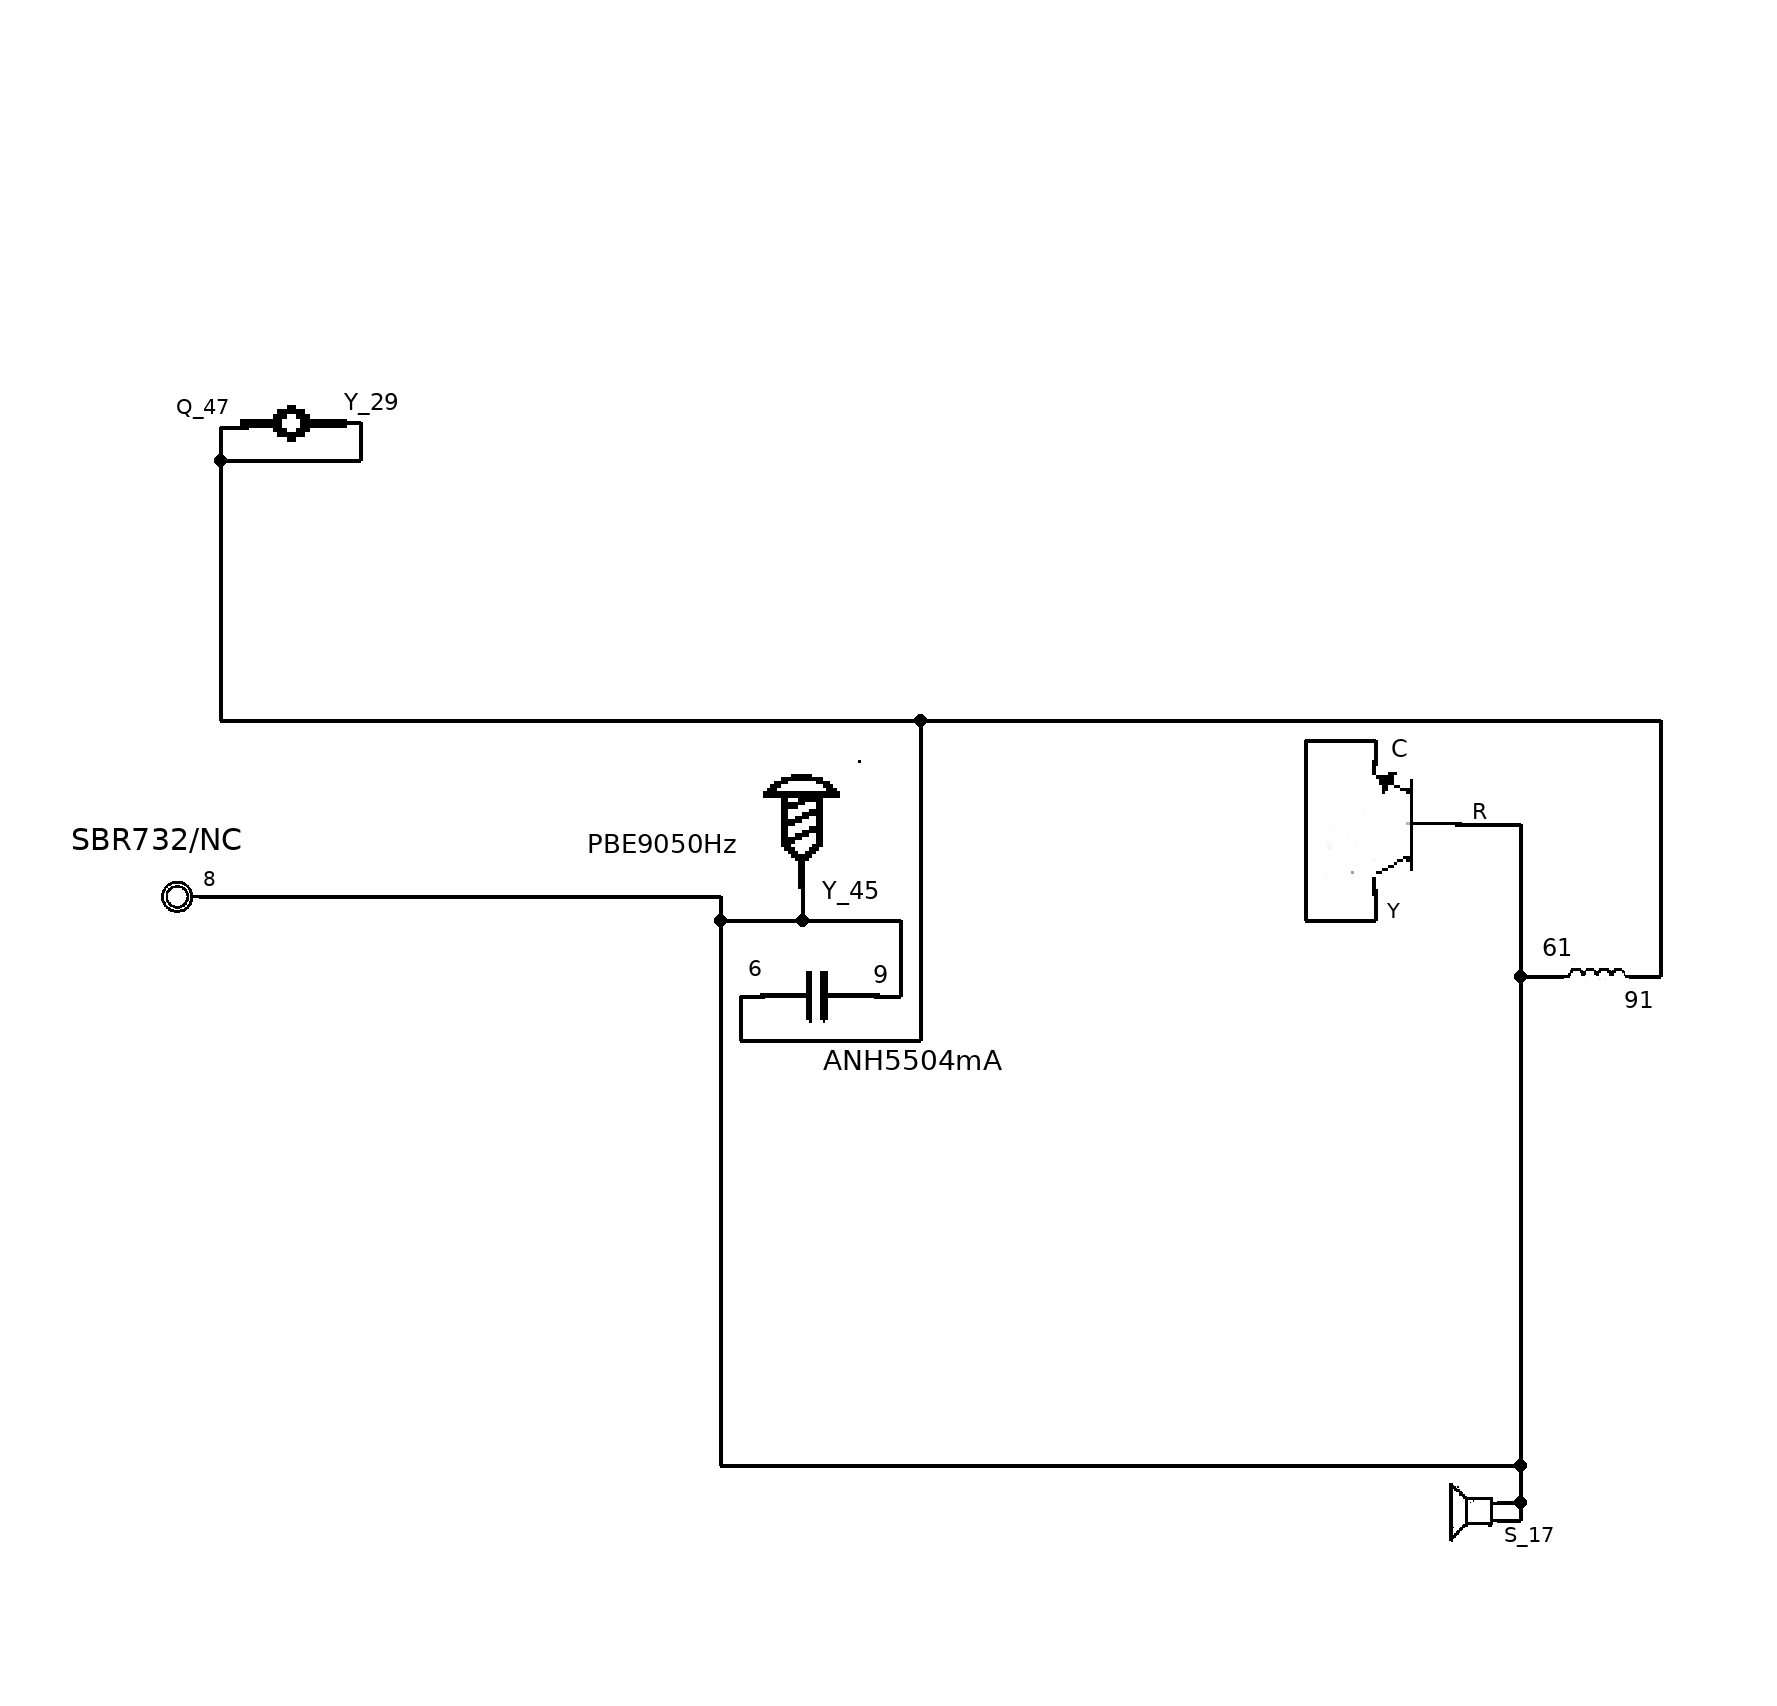 Q_47
Y_29
C
R
SBR732/NC
PBE9050Hz
8
Y_45
Y
61
6
9
91
ANH5504mA
S_17